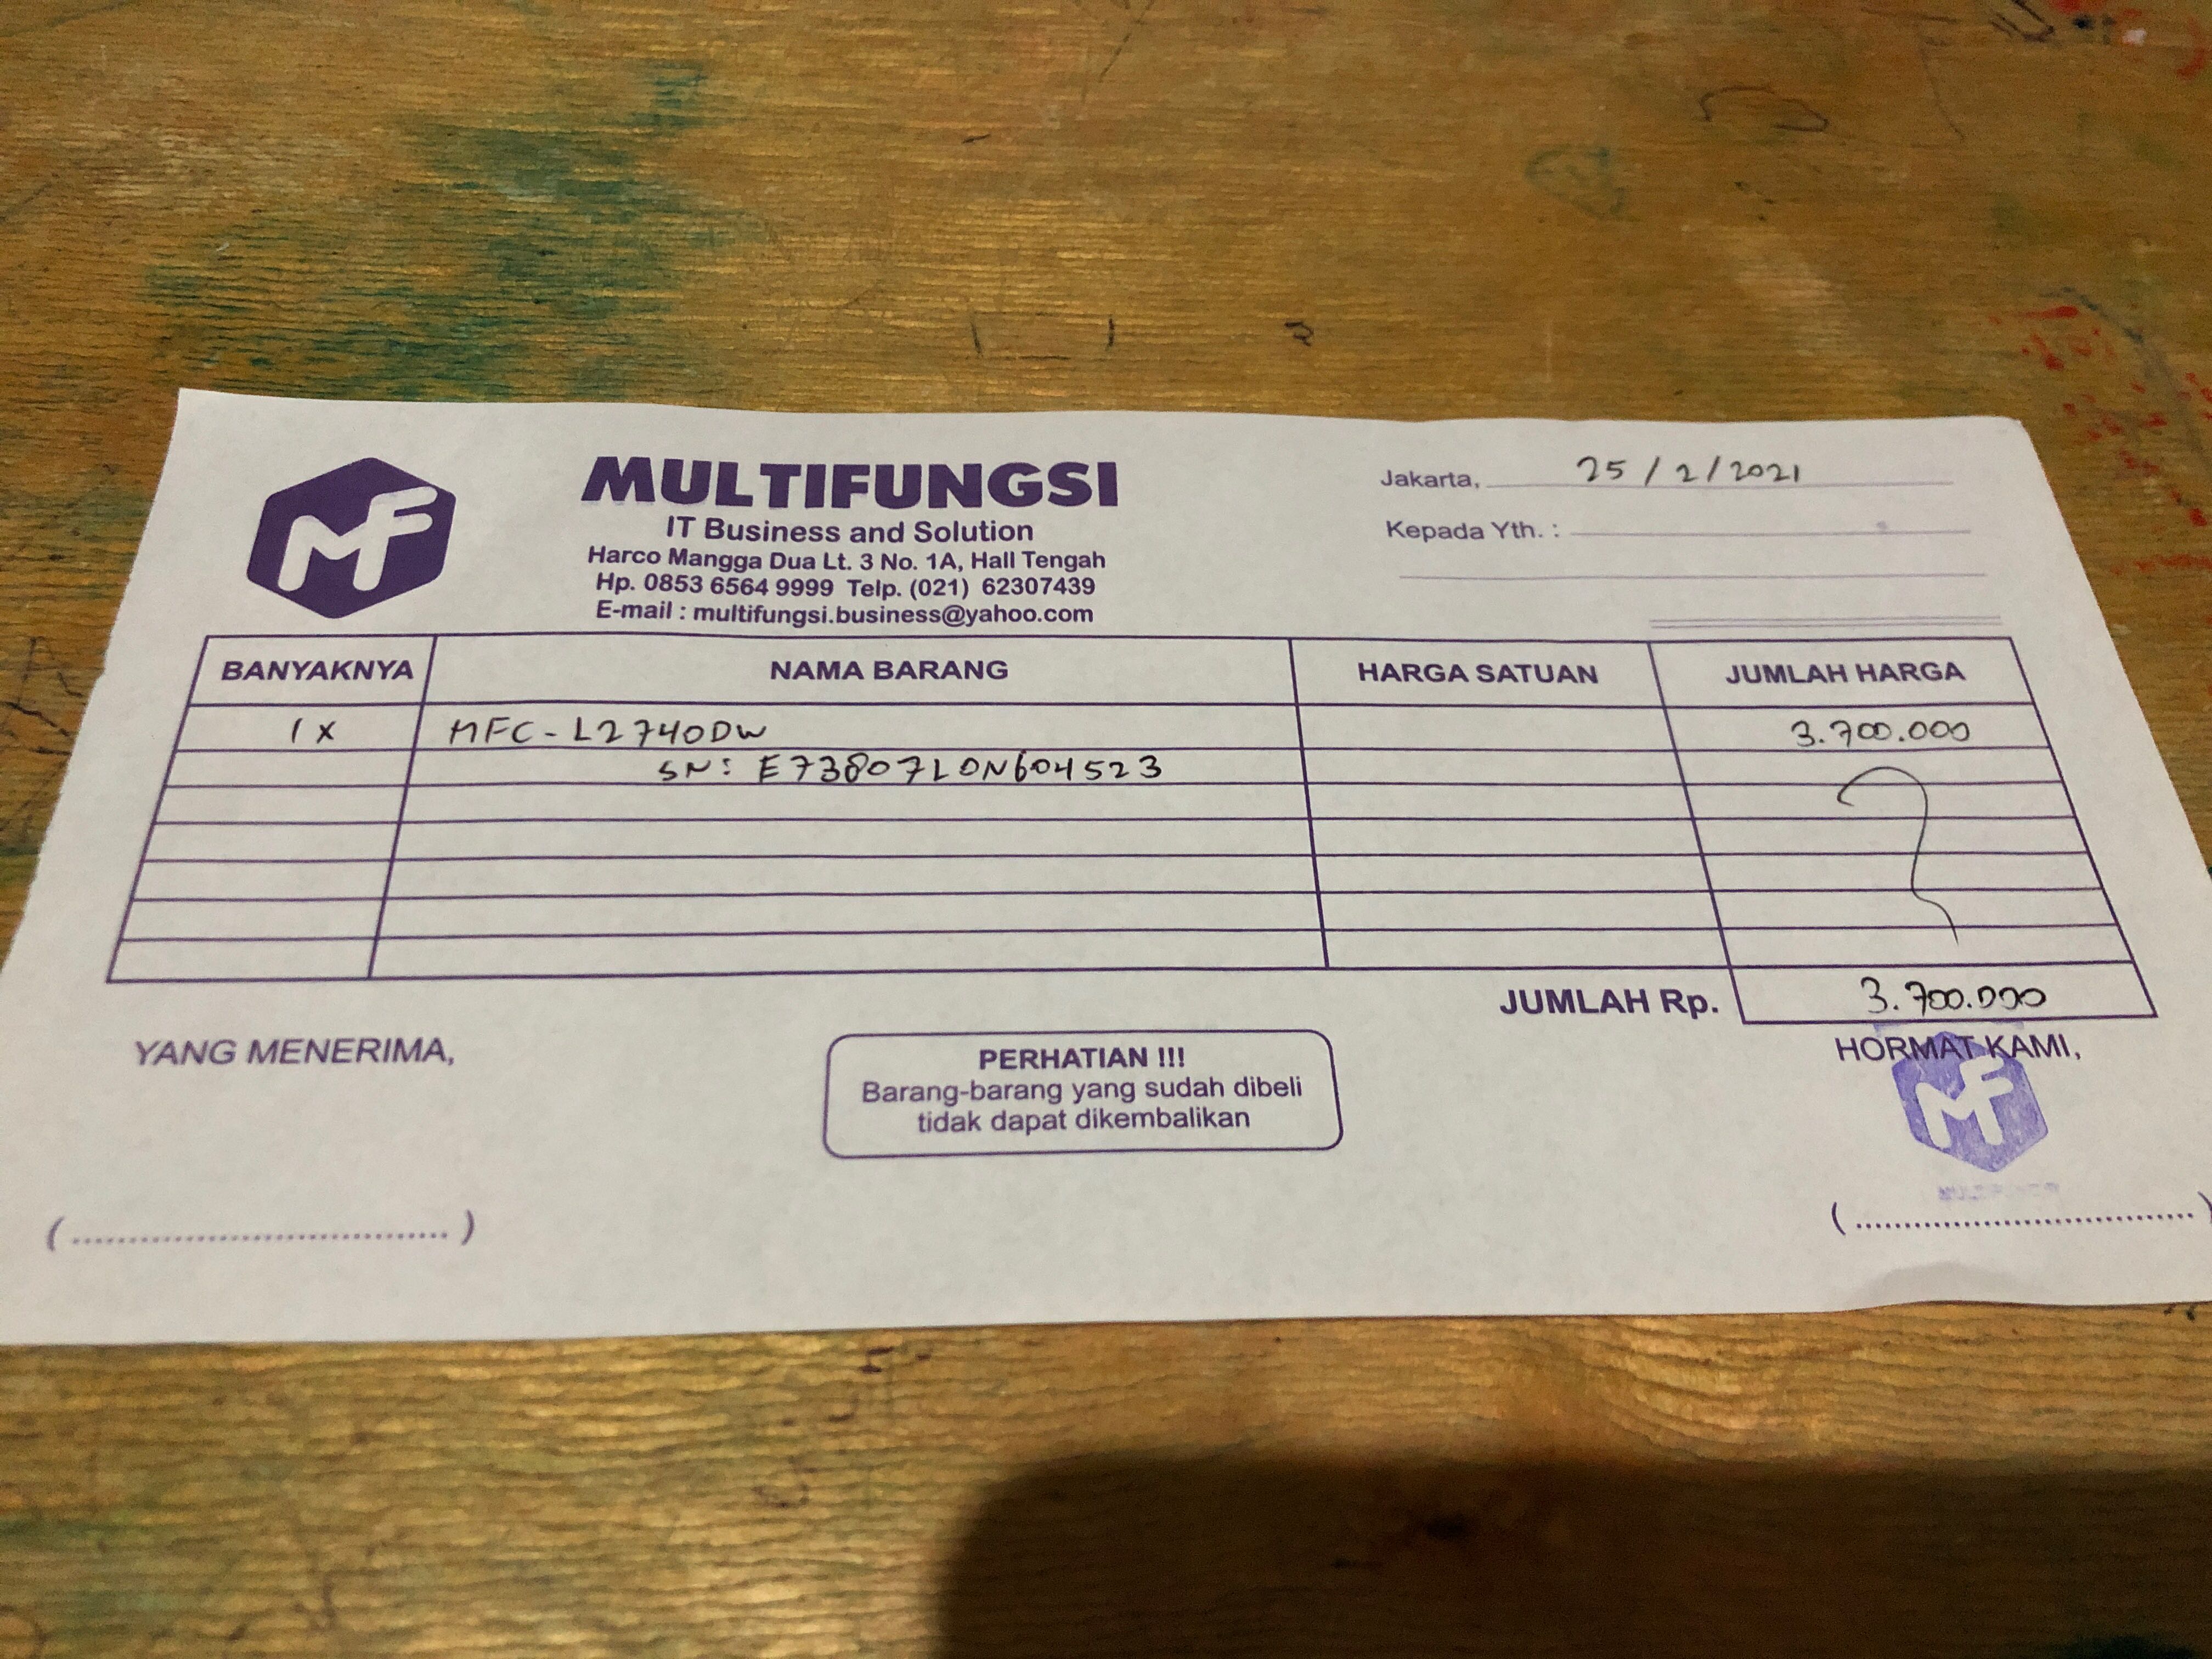 MF
MULTIFUNGSI
IT Business and Solution
Harco Mangga Dua Lt. 3 No. 1A, Hall Tengah
Hp. 0853 6564 9999 Telp. (021) 62307439
E-mail : multifungsi.business@yahoo.com
Jakarta, 25 / 2 / 2021
Kepada Yth. :
BANYAKNYA NAMA BARANG HARGA SATUAN JUMLAH HARGA
1 x MFC - L2740DW 3.700.000
SN: E73807L0N604523
JUMLAH Rp. 3.700.000
YANG MENERIMA,
PERHATIAN !!!
Barang-barang yang sudah dibeli
tidak dapat dikembalikan
HORMAT KAMI,
MF
(....................................)
(....................................)